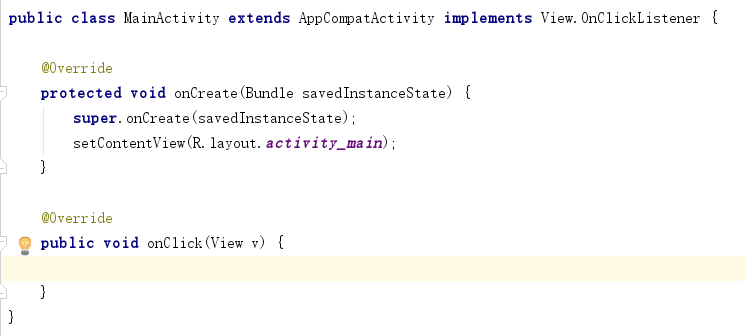 public class MainActivity extends AppCompatActivity implements View.OnClickListener {
@Override
protected void onCreate(Bundle savedInstanceState) {
super.onCreate(savedInstanceState);
setContentView(R.layout.activity_main);
}
@Override
public void onClick(View v) {
}
}